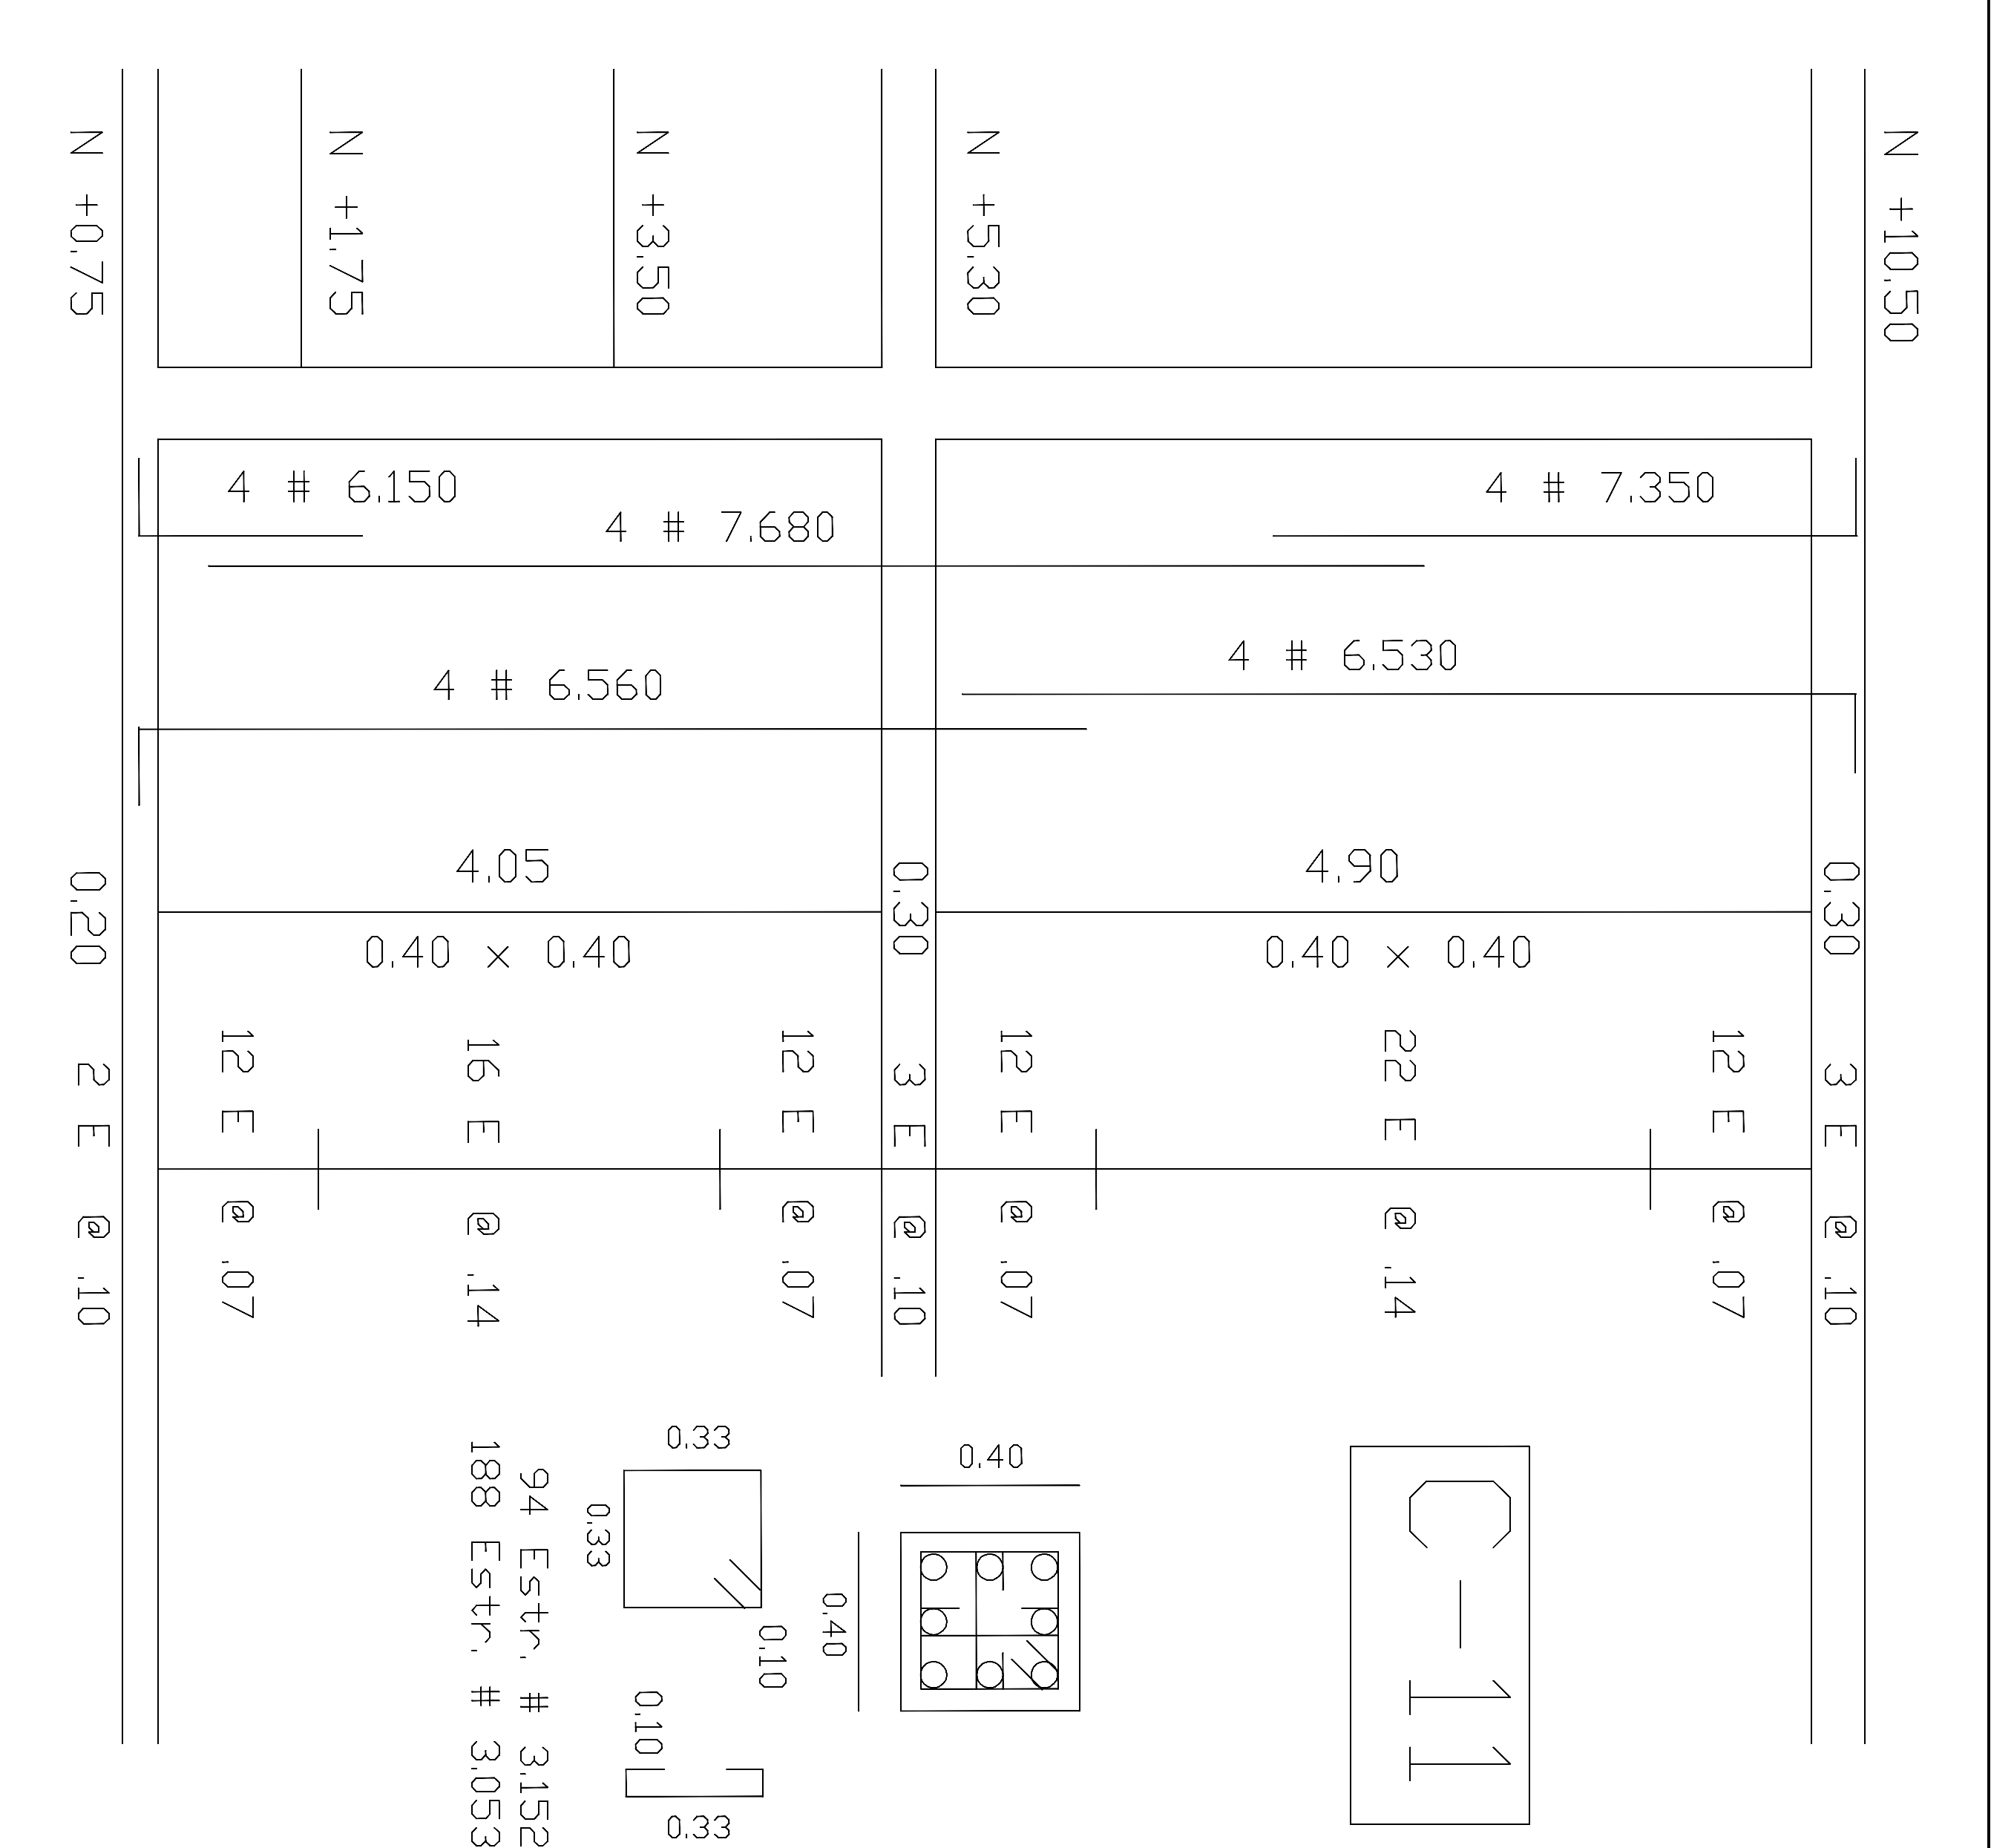 N +0.75
N +1.75
N +3.50
N +5.30
N +10.50
4 # 6.150
4 # 7.350
4 # 7.680
4 # 6.530
4 # 6.560
4.05
4.90
0.20
0.30
0.30
0.40 x 0.40
0.40 x 0.40
2 E @ .10
12 E @ .07
16 E @ .14
12 E @ .07
3 E @ .10
12 E @ .07
22 E @ .14
12 E @ .07
3 E @ .10
0.33
0.33
0.10
0.40
0.40
C-11
94 Estr. # 3.152
188 Estr. # 3.053
0.10
0.33